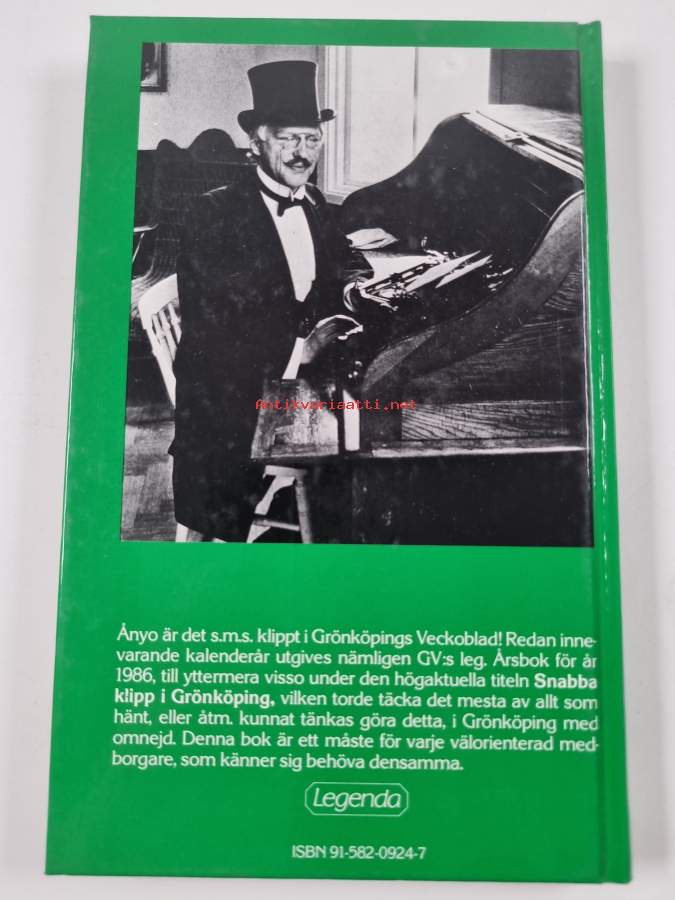 Antikvariaatti.net
Ånyo är det s.m.s. klippt i Grönköpings Veckoblad! Redan inne-
varande kalenderår utgives nämligen GV:s leg. Årsbok för år
1986, till yttermera visso under den högaktuella titeln Snabba
klipp i Grönköping, vilken torde täcka det mesta av allt som
hänt, eller åtm. kunnat tänkas göra detta, i Grönköping med
omnejd. Denna bok är ett måste för varje välorienterad med-
borgare, som känner sig behöva densamma.
Legenda
ISBN 91-582-0924-7